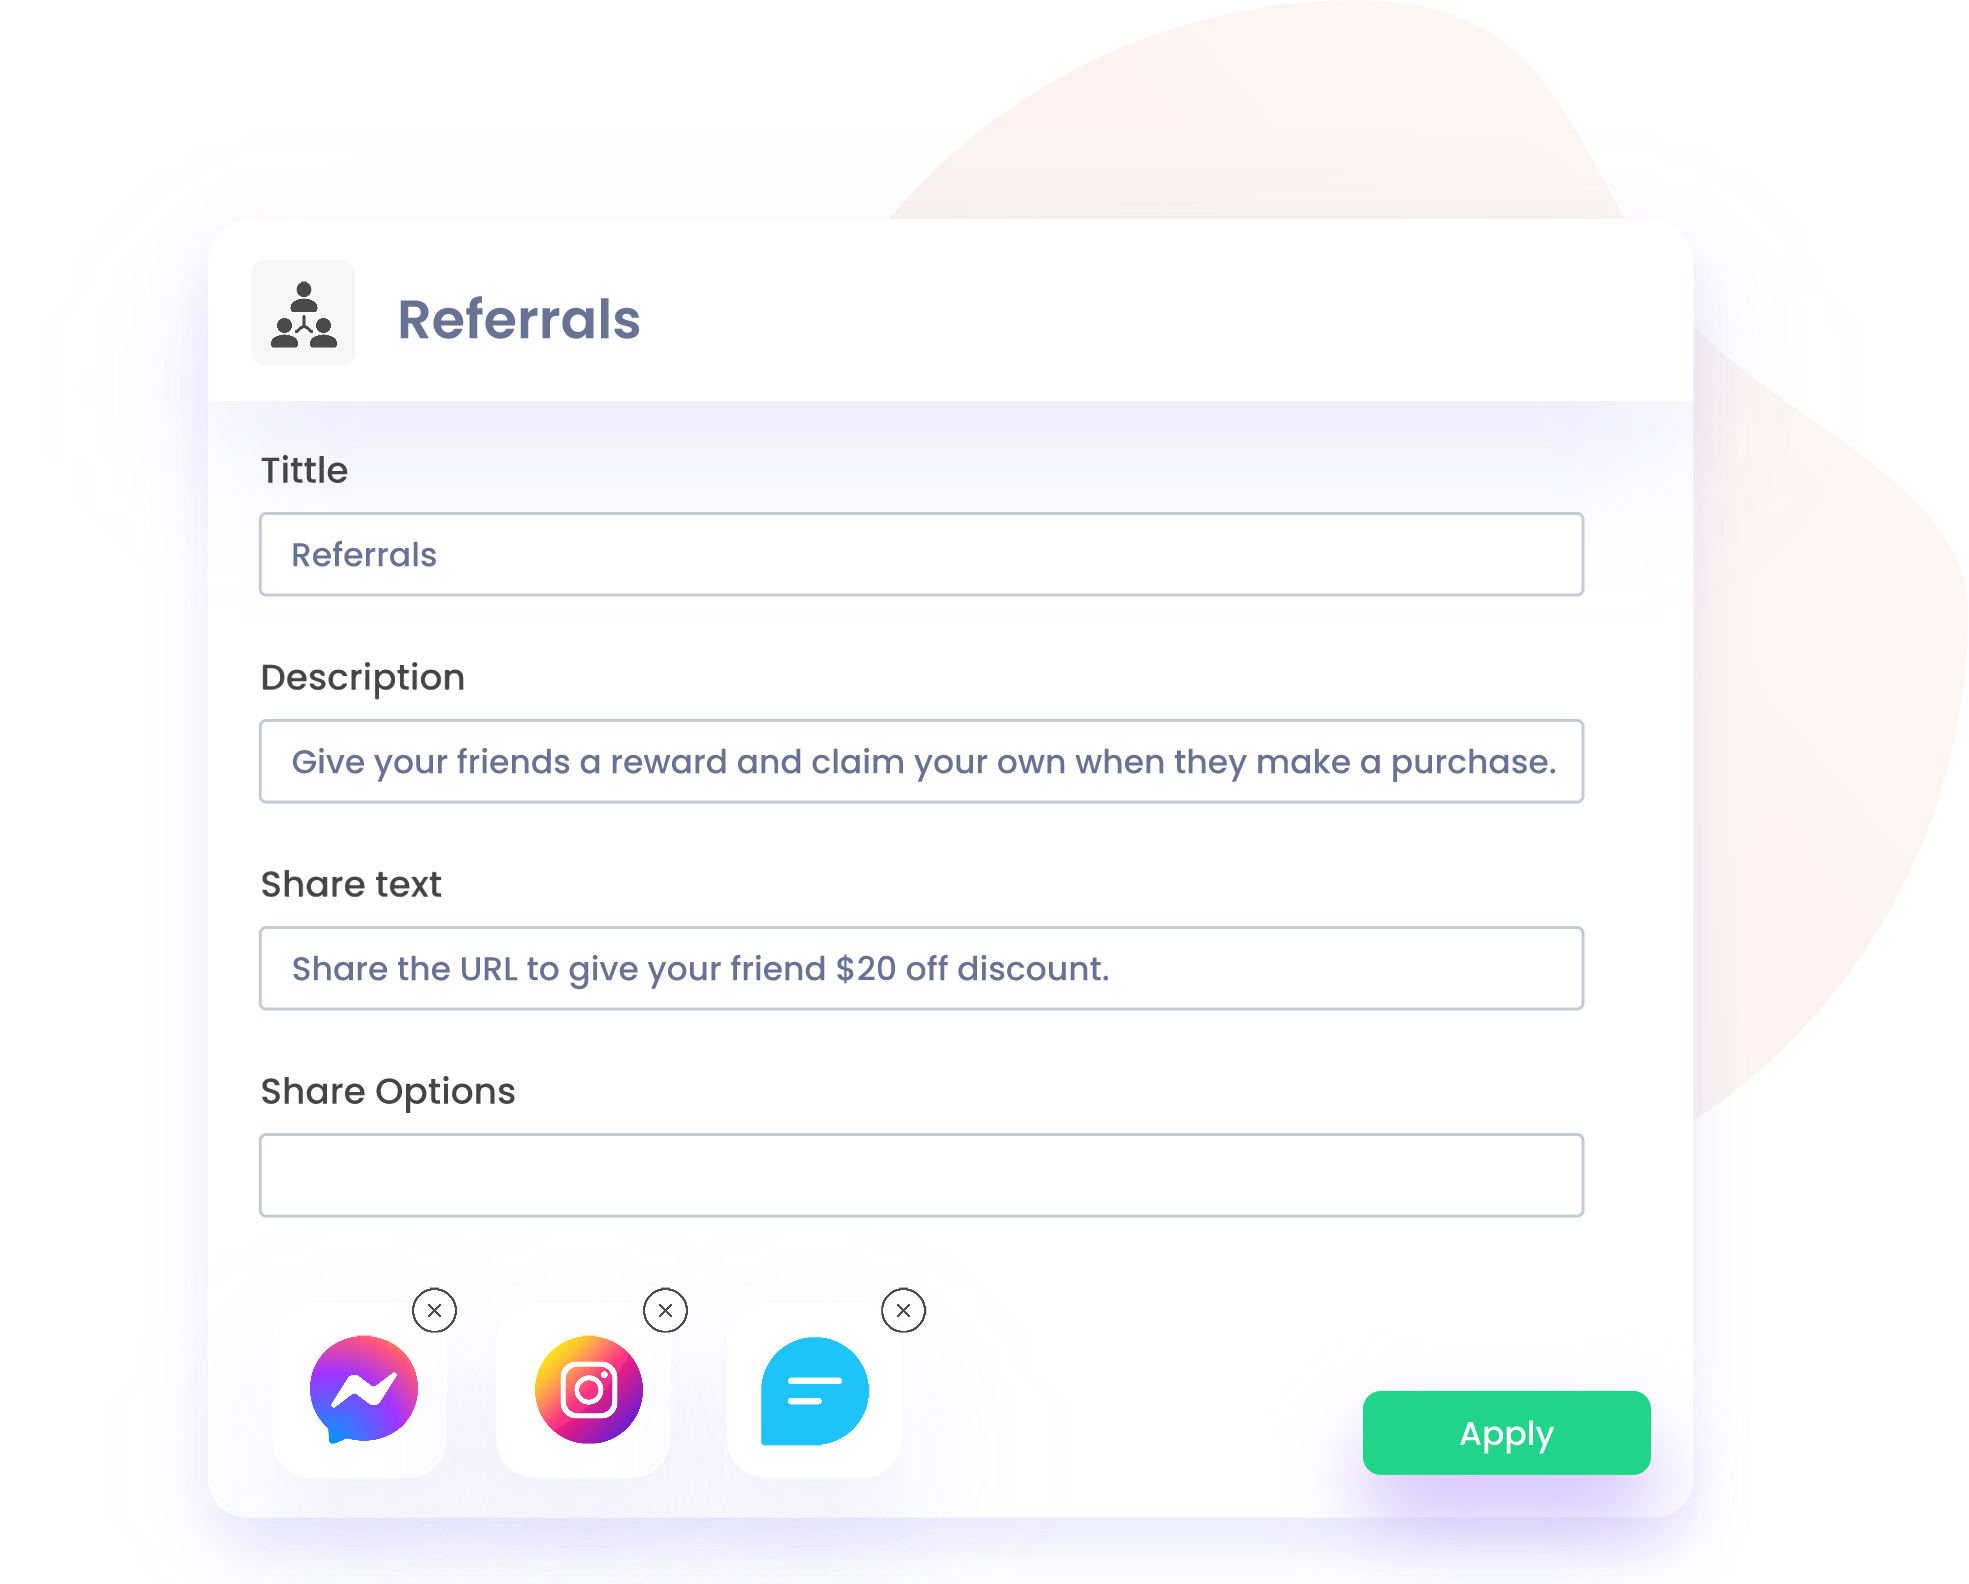 Referrals
Tittle
Referrals
Description
Give your friends a reward and claim your own when they make a purchase.
Share text
Share the URL to give your friend $20 off discount.
Share Options
Apply